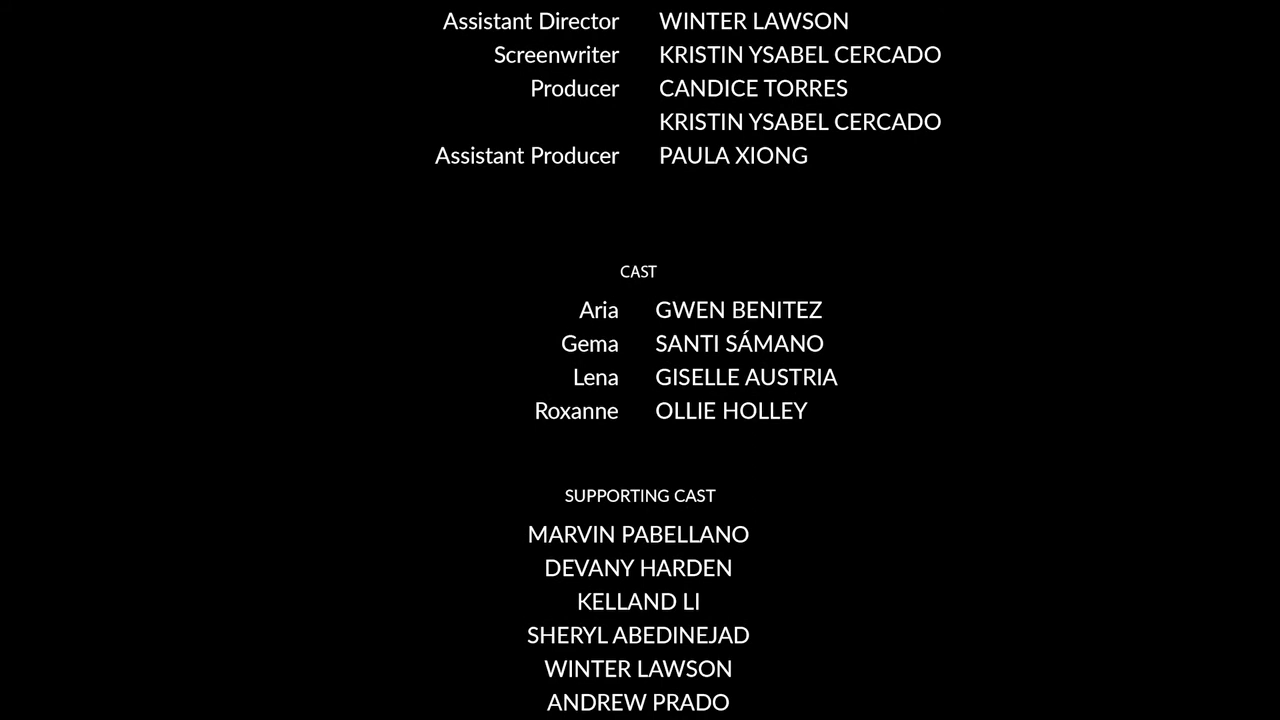 Assistant Director WINTER LAWSON
Screenwriter KRISTIN YSABEL CERCADO
Producer CANDICE TORRES
KRISTIN YSABEL CERCADO
Assistant Producer PAULA XIONG
CAST
Aria GWEN BENITEZ
Gema SANTI SÁMANO
Lena GISELLE AUSTRIA
Roxanne OLLIE HOLLEY
SUPPORTING CAST
MARVIN PABELLANO
DEVANY HARDEN
KELLAND LI
SHERYL ABEDINEJAD
WINTER LAWSON
ANDREW PRADO